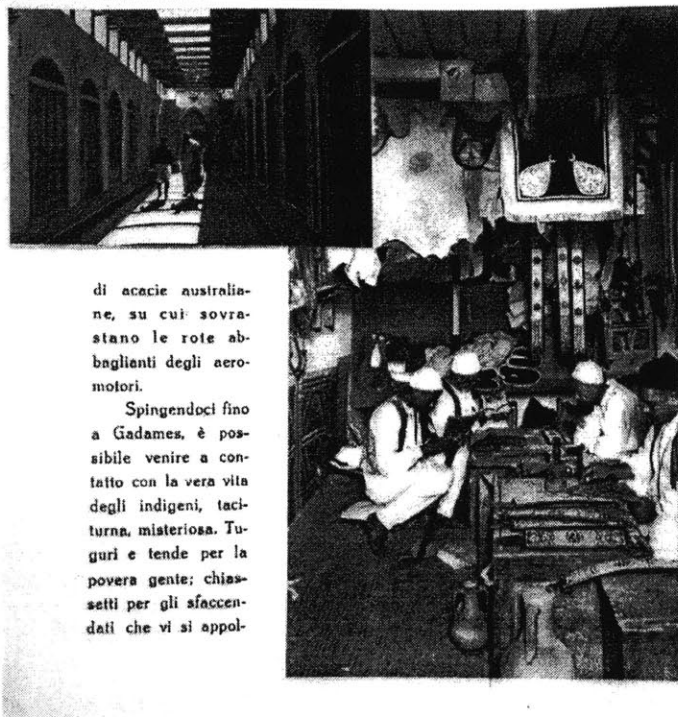 di acacie australia-
ne, su cui sovra-
stano le rote ab-
baglianti degli aero-
motori.
Spingendoci fino
a Gadames, è pos-
sibile venire a con-
tatto con la vera vita
degli indigeni, taci-
turna, misteriosa. Tu-
guri e tende per la
povera gente; chias-
setti per gli sfaccen-
dati che vi si appol-